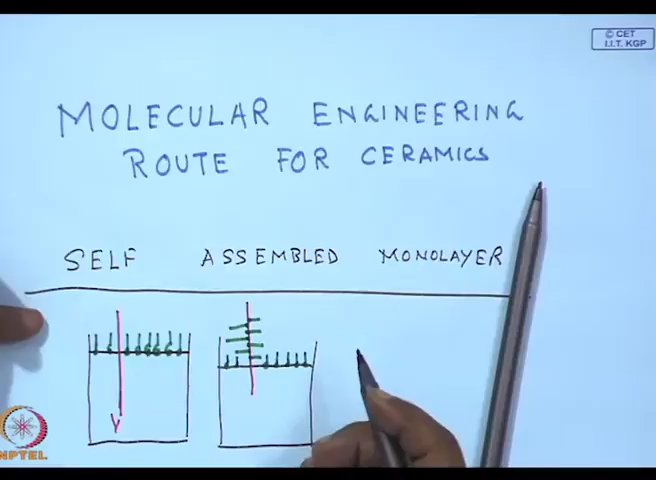 © CET
I.I.T. KGP
MOLECULAR ENGINEERING
ROUTE FOR CERAMICS
SELF ASSEMBLED MONOLAYER
NPTEL